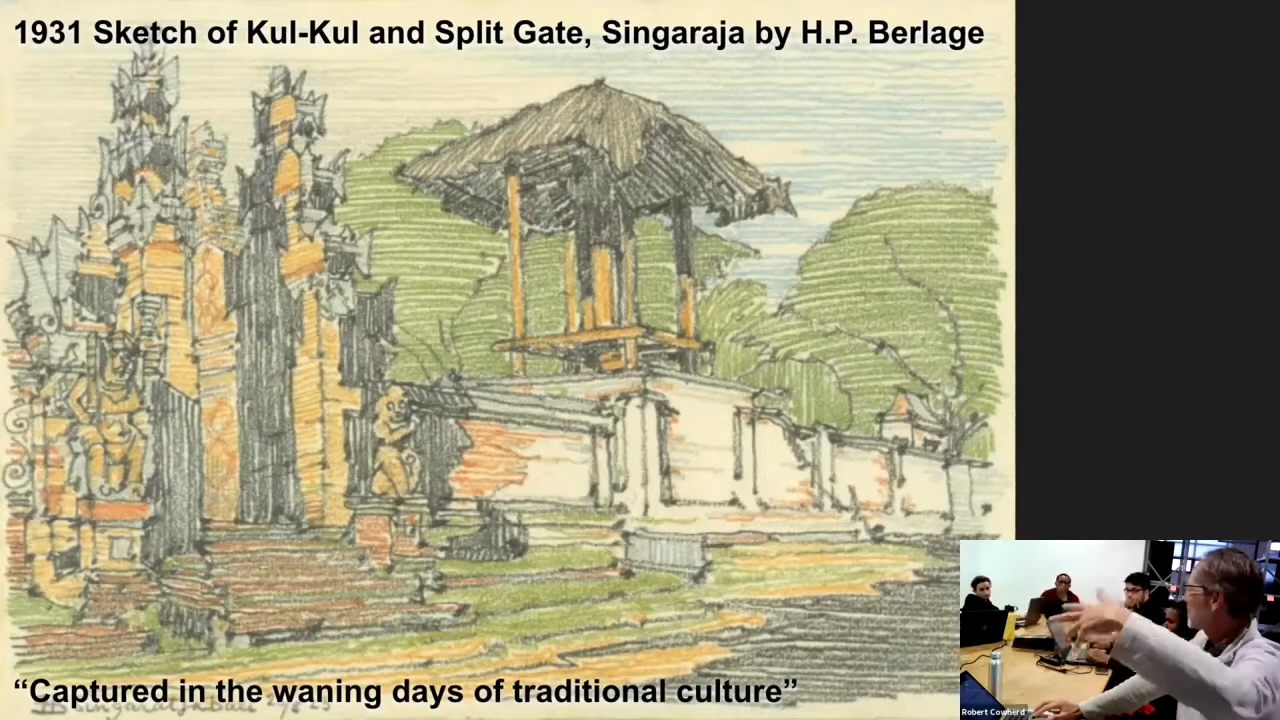 1931 Sketch of Kul-Kul and Split Gate, Singaraja by H.P. Berlage
“Captured in the waning days of traditional culture”
Robert Cowherd